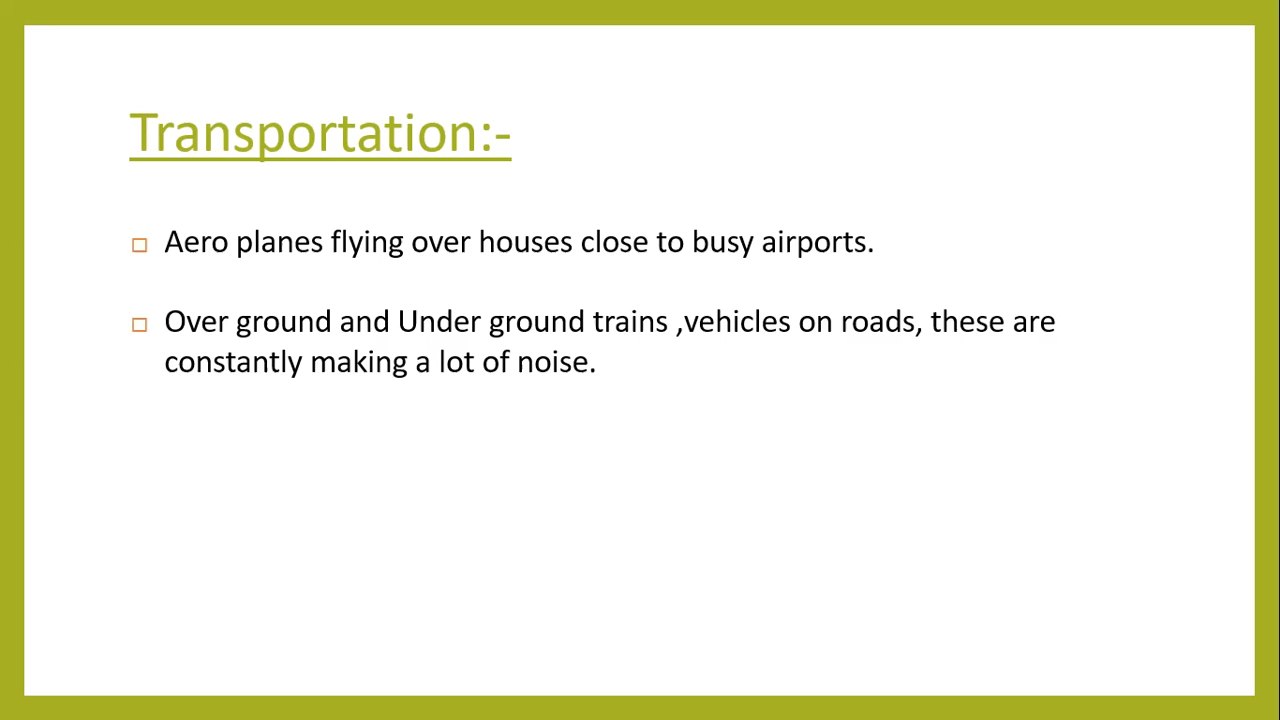 Transportation:-
Aero planes flying over houses close to busy airports.
Over ground and Under ground trains ,vehicles on roads, these are
constantly making a lot of noise.